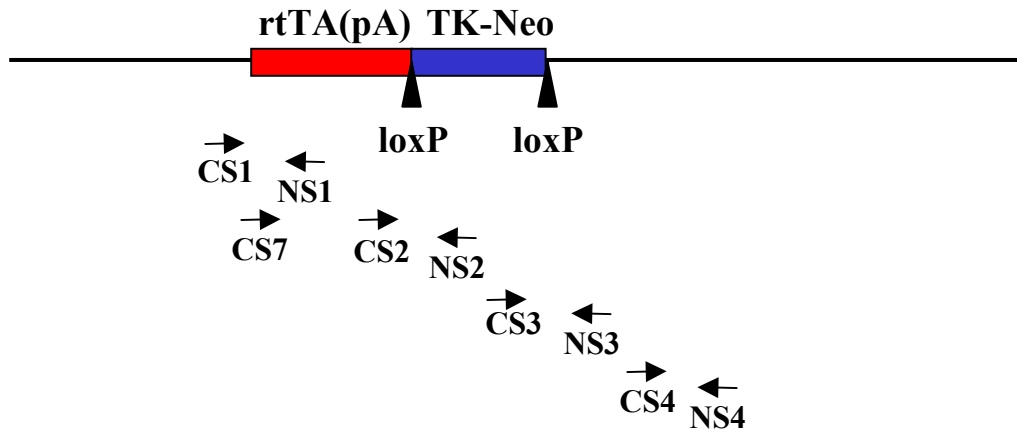 rtTA(pA) TK-Neo
loxP loxP
CS1
NS1
CS7
CS2
NS2
CS3
NS3
CS4
NS4